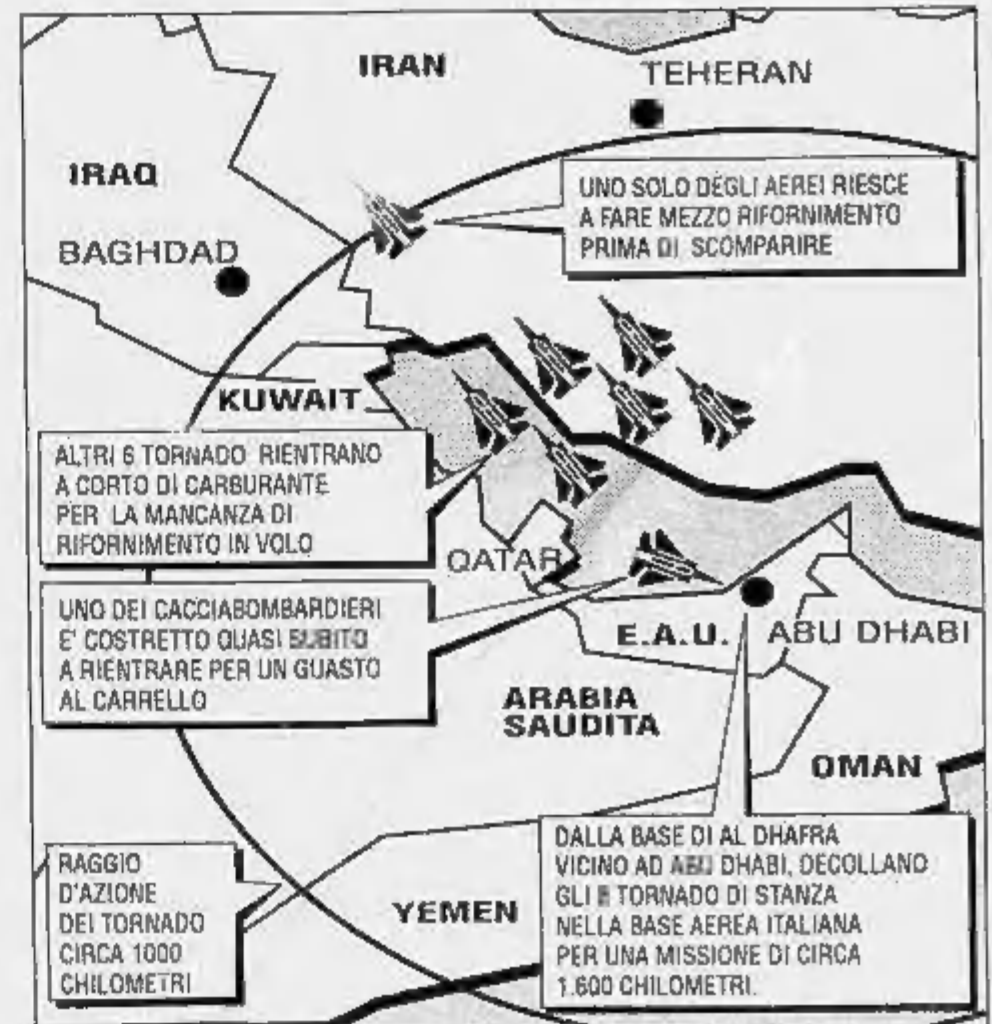 IRAN
TEHERAN
IRAQ
BAGHDAD
UNO SOLO DEGLI AEREI RIESCE
A FARE MEZZO RIFORNIMENTO
PRIMA DI SCOMPARIRE
KUWAIT
ALTRI 6 TORNADO RIENTRANO
A CORTO DI CARBURANTE
PER LA MANCANZA DI
RIFORNIMENTO IN VOLO
QATAR
UNO DEI CACCIABOMBARDIERI
E' COSTRETTO QUASI SUBITO
A RIENTRARE PER UN GUASTO
AL CARRELLO
E.A.U.
ABU DHABI
ARABIA
SAUDITA
OMAN
RAGGIO
D'AZIONE
DEI TORNADO
CIRCA 1000
CHILOMETRI
YEMEN
DALLA BASE DI AL DHAFRA
VICINO AD ABU DHABI, DECOLLANO
GLI TORNADO DI STANZA
NELLA BASE AEREA ITALIANA
PER UNA MISSIONE DI CIRCA
1.600 CHILOMETRI.